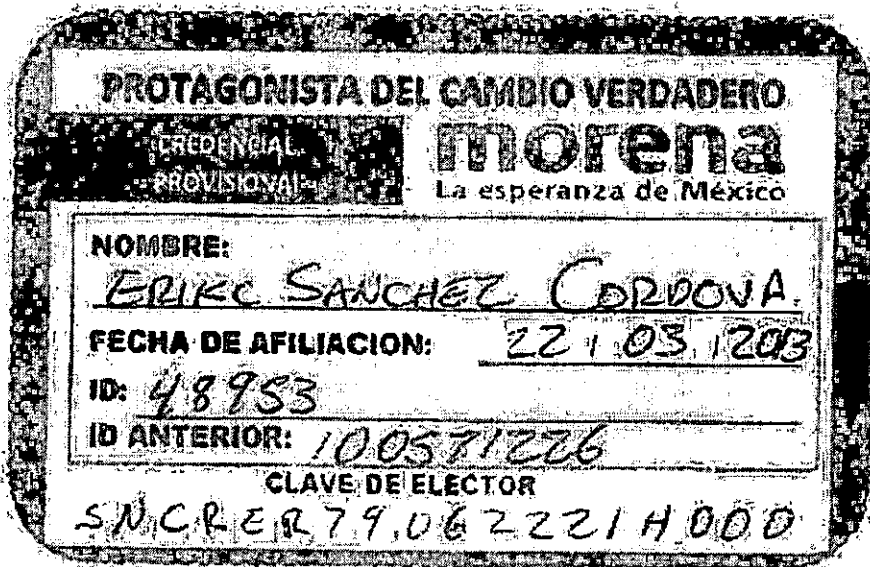 PROTAGONISTA DEL CAMBIO VERDADERO
CREDENCIAL
PROVISIONAL
morena
La esperanza de México
NOMBRE:
ERIKC SANCHEZ CORDOVA.
FECHA DE AFILIACION: 22 / 03 / 2013
ID: 48953
ID ANTERIOR: 100571226
CLAVE DE ELECTOR
SNCRER79062221H000